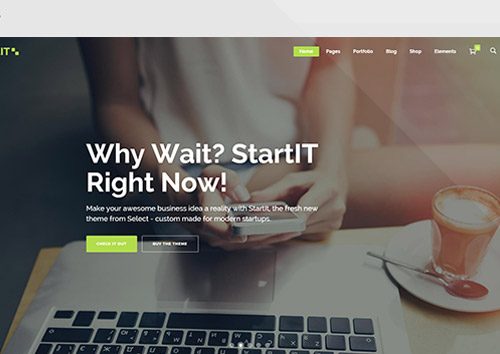 IT
Home Pages Portfolio Blog Shop Elements
Why Wait? StartIT
Right Now!
Make your awesome business idea a reality with StartIt, the fresh new
theme from Select - custom made for modern startups.
CHECK IT OUT BUY THE THEME